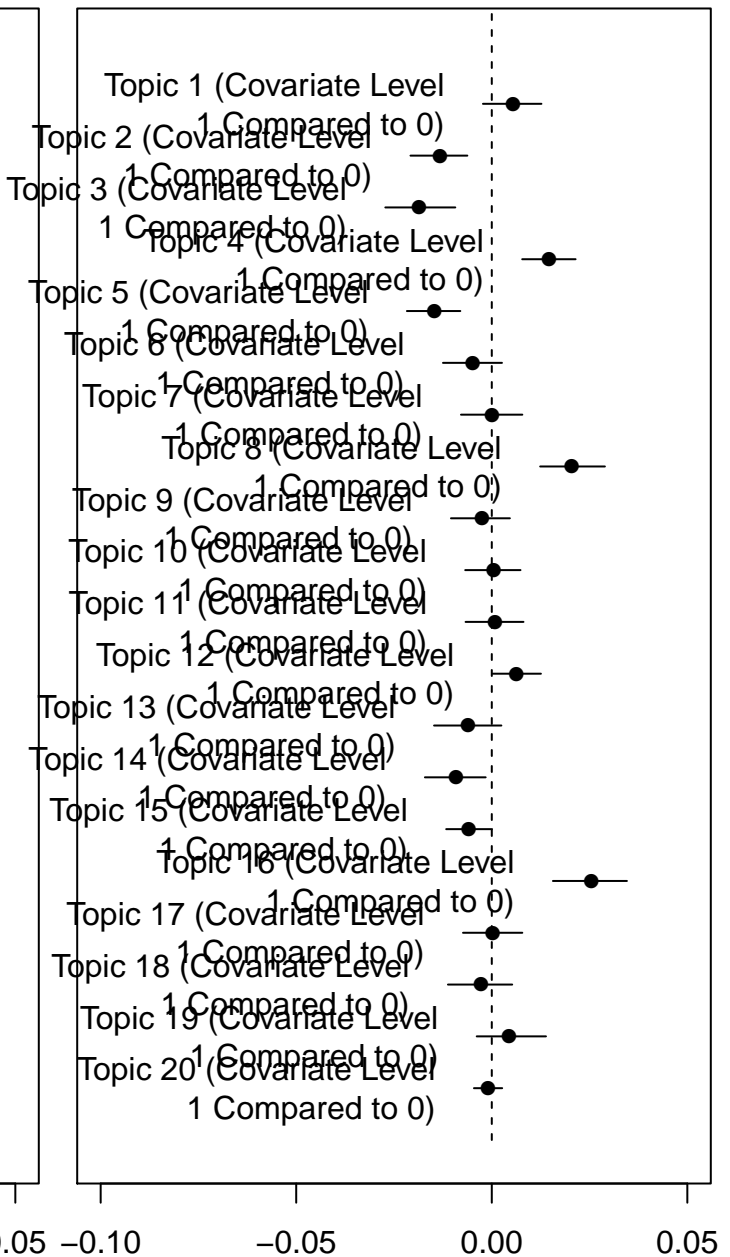 Topic 1 (Covariate Level
1 Compared to 0)
Topic 2 (Covariate Level
1 Compared to 0)
Topic 3 (Covariate Level
1 Compared to 0)
Topic 4 (Covariate Level
1 Compared to 0)
Topic 5 (Covariate Level
1 Compared to 0)
Topic 6 (Covariate Level
1 Compared to 0)
Topic 7 (Covariate Level
1 Compared to 0)
Topic 8 (Covariate Level
1 Compared to 0)
Topic 9 (Covariate Level
1 Compared to 0)
Topic 10 (Covariate Level
1 Compared to 0)
Topic 11 (Covariate Level
1 Compared to 0)
Topic 12 (Covariate Level
1 Compared to 0)
Topic 13 (Covariate Level
1 Compared to 0)
Topic 14 (Covariate Level
1 Compared to 0)
Topic 15 (Covariate Level
1 Compared to 0)
Topic 16 (Covariate Level
1 Compared to 0)
Topic 17 (Covariate Level
1 Compared to 0)
Topic 18 (Covariate Level
1 Compared to 0)
Topic 19 (Covariate Level
1 Compared to 0)
Topic 20 (Covariate Level
1 Compared to 0)
.05 −0.10 −0.05 0.00 0.05